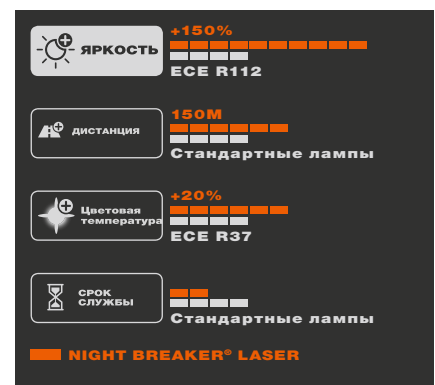 +150%
ЯРКОСТЬ
ECE R112
150М
ДИСТАНЦИЯ
Стандартные лампы
+20%
Цветовая
температура
ECE R37
СРОК
СЛУЖБЫ
Стандартные лампы
NIGHT BREAKER® LASER